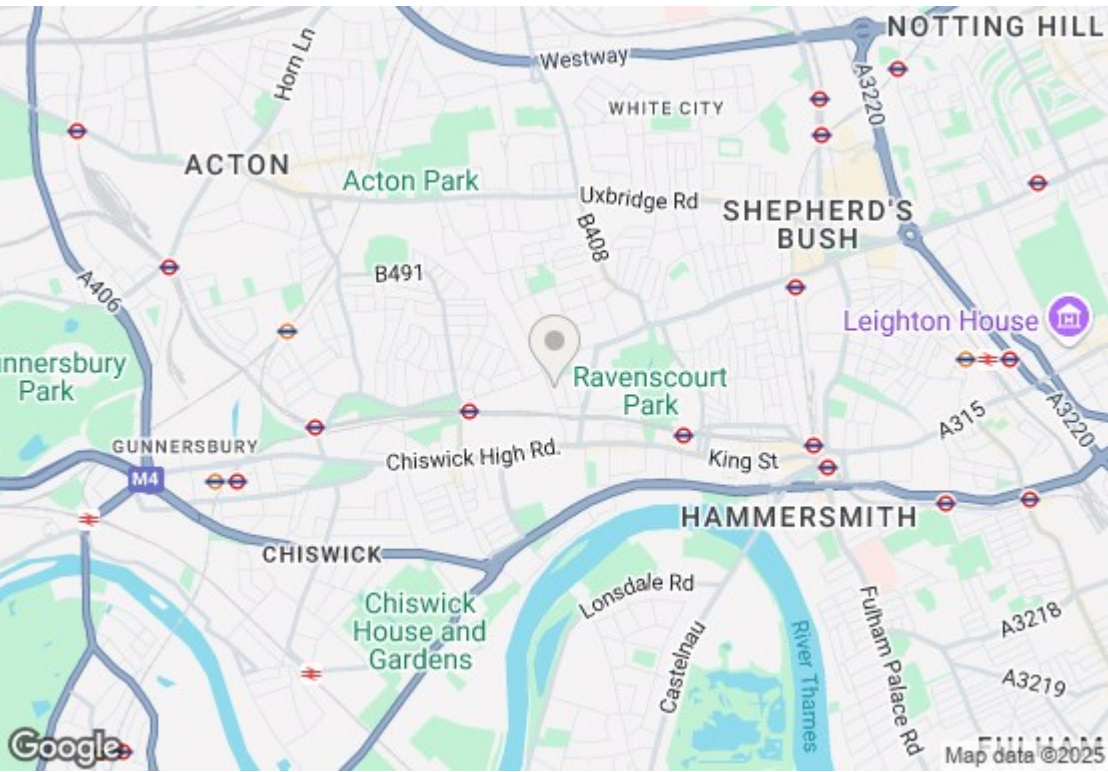 NOTTING HILL
Horn Ln
Westway
A3220
WHITE CITY
ACTON
Acton Park
Uxbridge Rd
SHEPHERD'S
BUSH
B408
B491
A406
Leighton House
nnersbury
Park
Ravenscourt
Park
A3220
A315
GUNNERSBURY
Chiswick High Rd.
King St
M4
HAMMERSMITH
CHISWICK
Lonsdale Rd
Chiswick
House and
Gardens
Castelnau
River Thames
Fulham Palace Rd
A3218
A3219
FULHAM
Google
Map data ©2025